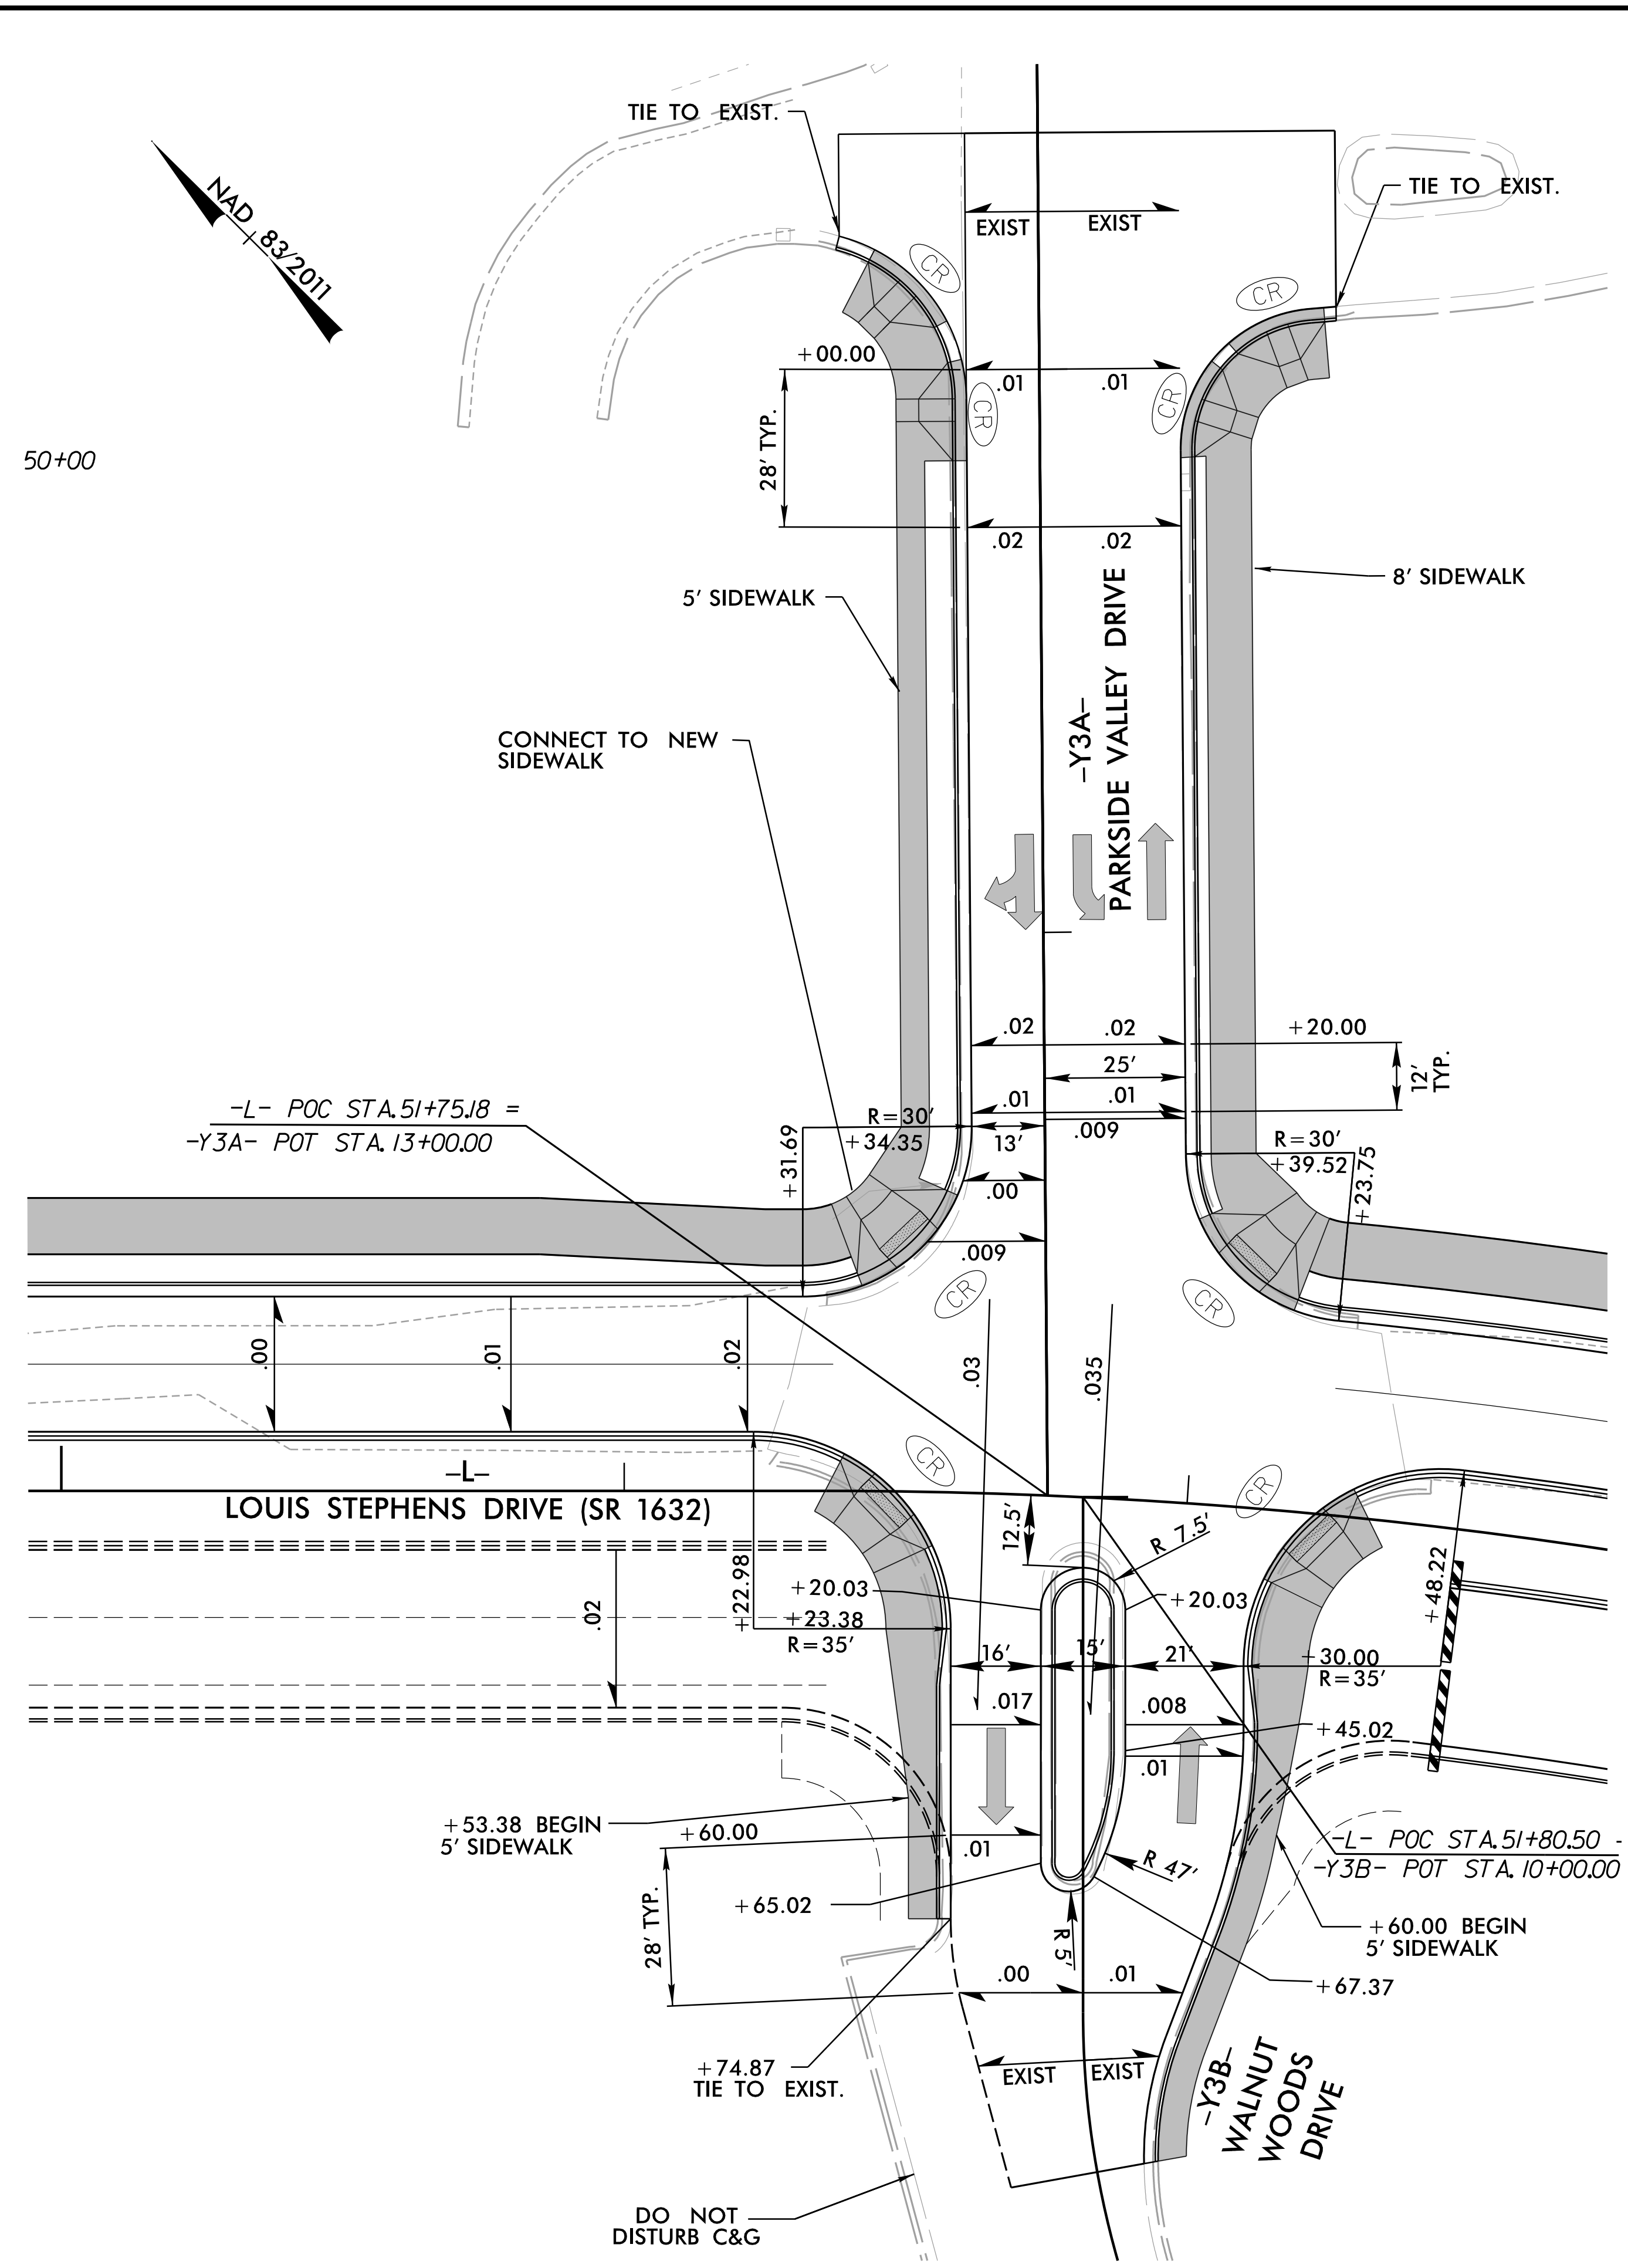 TIE TO EXIST.
TIE TO EXIST.
NAD 83/2011
EXIST
EXIST
CR
CR
+00.00
.01
.01
CR
CR
28' TYP.
50+00
.02
.02
5' SIDEWALK
8' SIDEWALK
CONNECT TO NEW
SIDEWALK
-Y3A-
PARKSIDE VALLEY DRIVE
.02
.02
+20.00
25'
12'
TYP.
-L- POC STA.51+75.18 =
-Y3A- POT STA.13+00.00
R=30'
+34.35
.01
.01
13'
.009
R=30'
+39.52
+31.69
+23.75
.00
.009
CR
CR
.00
.01
.02
.03
.035
CR
CR
-L-
LOUIS STEPHENS DRIVE (SR 1632)
12.5'
R 7.5'
+22.98
+48.22
+20.03
+20.03
.02
+23.38
R=35'
16'
15'
21'
+30.00
R=35'
.017
.008
+45.02
.01
+53.38 BEGIN
5' SIDEWALK
+60.00
.01
-L- POC STA.51+80.50 -
-Y3B- POT STA.10+00.00
R 47'
+65.02
28' TYP.
R 5'
+60.00 BEGIN
5' SIDEWALK
.00
.01
+67.37
+74.87
TIE TO EXIST.
EXIST
EXIST
-Y3B-
WALNUT
WOODS
DRIVE
DO NOT
DISTURB C&G